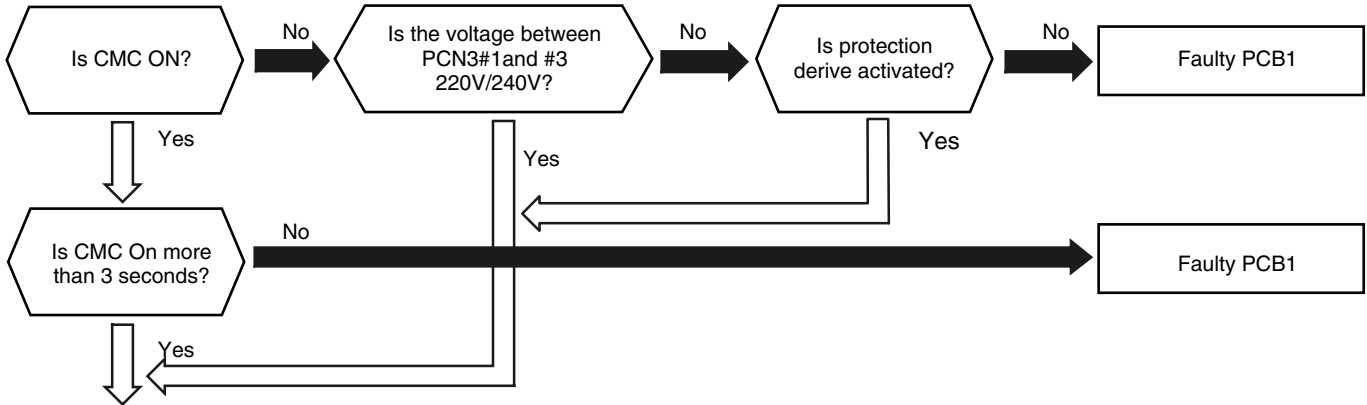 Is CMC ON?
No
Is the voltage between
PCN3#1and #3
220V/240V?
No
Is protection
derive activated?
No
Faulty PCB1
Yes
Yes
Yes
Is CMC On more
than 3 seconds?
No
Faulty PCB1
Yes